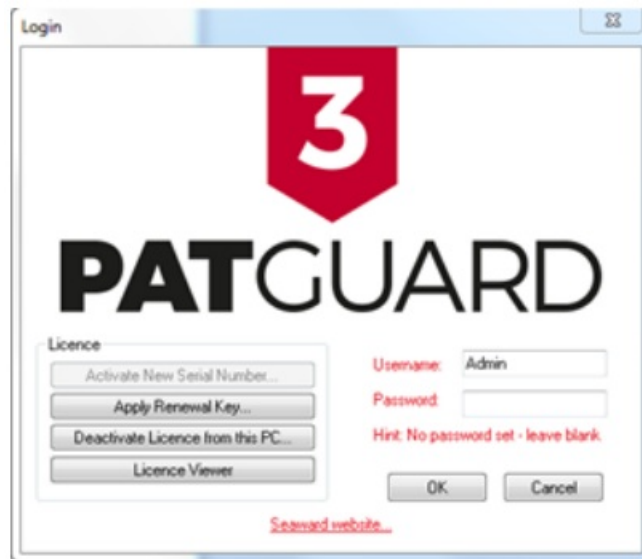 Login
3
PATGUARD
Licence
Activate New Serial Number...
Apply Renewal Key...
Deactivate Licence from this PC...
Licence Viewer
Username: Admin
Password:
Hint: No password set - leave blank.
OK Cancel
Seaward website...